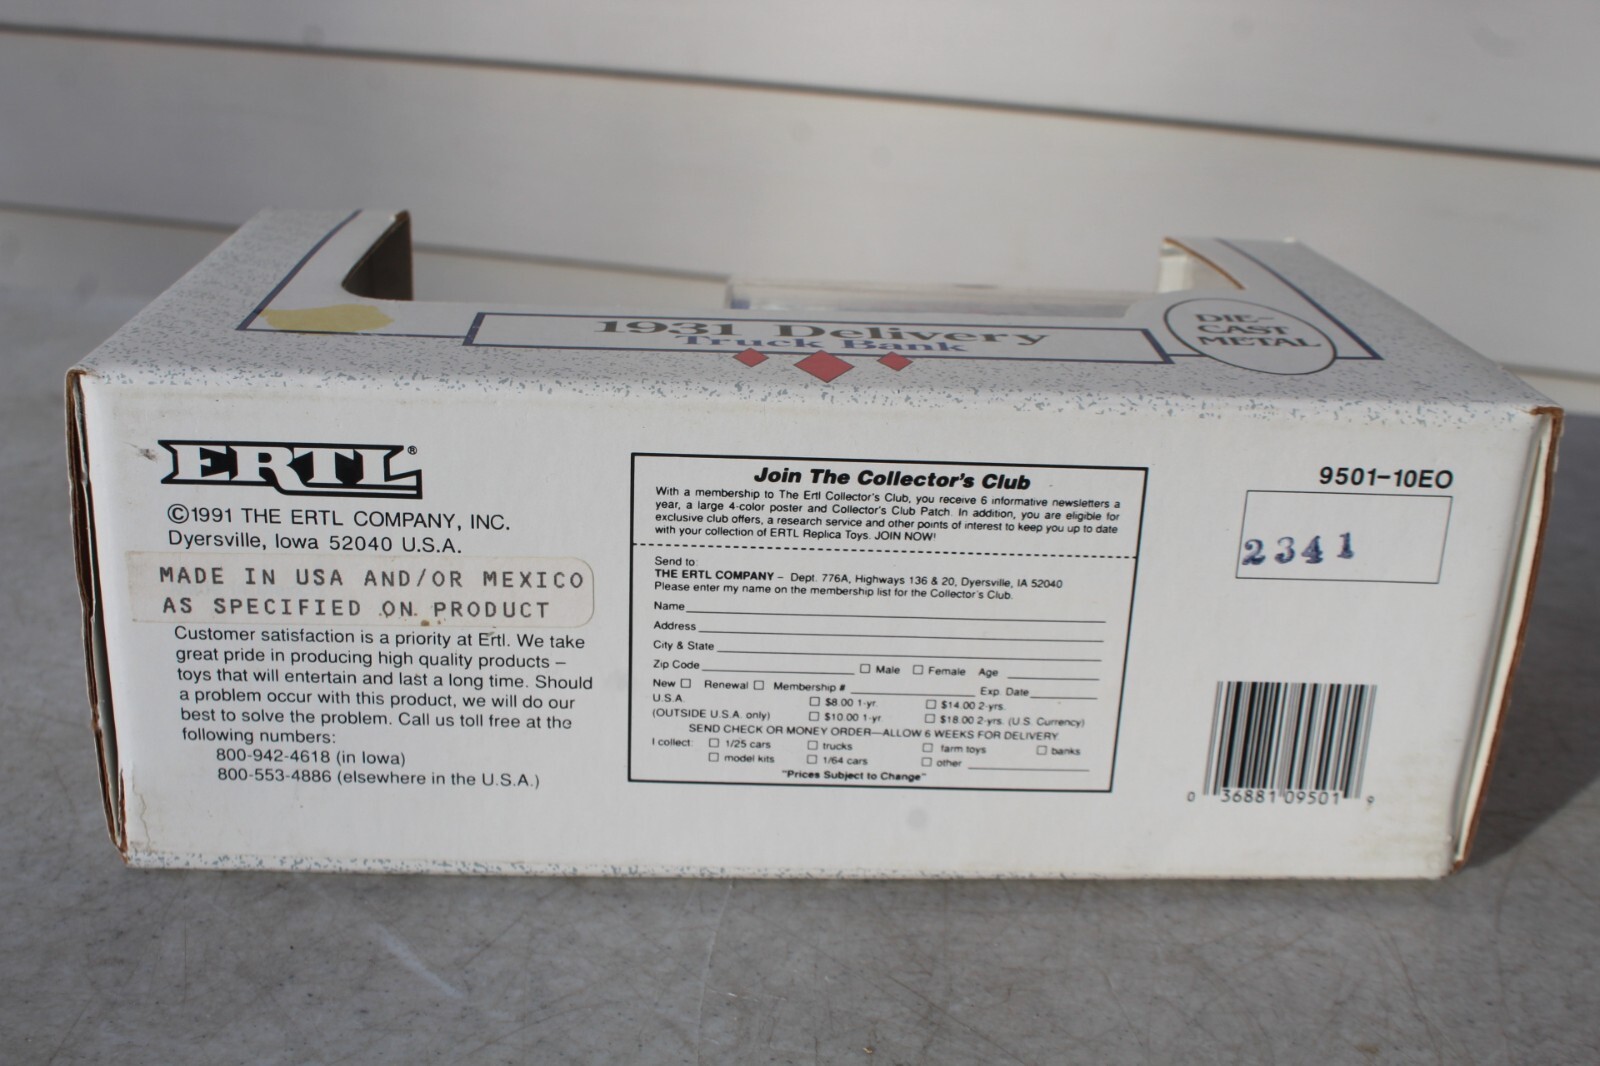 1931 Delivery
Truck Bank
DIE-
CAST
METAL
ERTL®
©1991 THE ERTL COMPANY, INC.
Dyersville, Iowa 52040 U.S.A.
MADE IN USA AND/OR MEXICO
AS SPECIFIED ON PRODUCT
Customer satisfaction is a priority at Ertl. We take
great pride in producing high quality products –
toys that will entertain and last a long time. Should
a problem occur with this product, we will do our
best to solve the problem. Call us toll free at the
following numbers:
800-942-4618 (in Iowa)
800-553-4886 (elsewhere in the U.S.A.)
Join The Collector's Club
With a membership to The Ertl Collector's Club, you receive 6 informative newsletters a
year, a large 4-color poster and Collector's Club Patch. In addition, you are eligible for
exclusive club offers, a research service and other points of interest to keep you up to date
with your collection of ERTL Replica Toys. JOIN NOW!
Send to:
THE ERTL COMPANY – Dept. 776A, Highways 136 & 20, Dyersville, IA 52040
Please enter my name on the membership list for the Collector's Club.
Name
Address
City & State
Zip Code Male Female Age
New Renewal Membership # Exp. Date
U.S.A. $8.00 1-yr. $14.00 2-yrs.
(OUTSIDE U.S.A. only) $10.00 1-yr $18.00 2-yrs. (U.S. Currency)
SEND CHECK OR MONEY ORDER—ALLOW 6 WEEKS FOR DELIVERY
I collect: 1/25 cars trucks farm toys banks
model kits 1/64 cars other
"Prices Subject to Change"
9501-10EO
2341
0 36881 09501 9